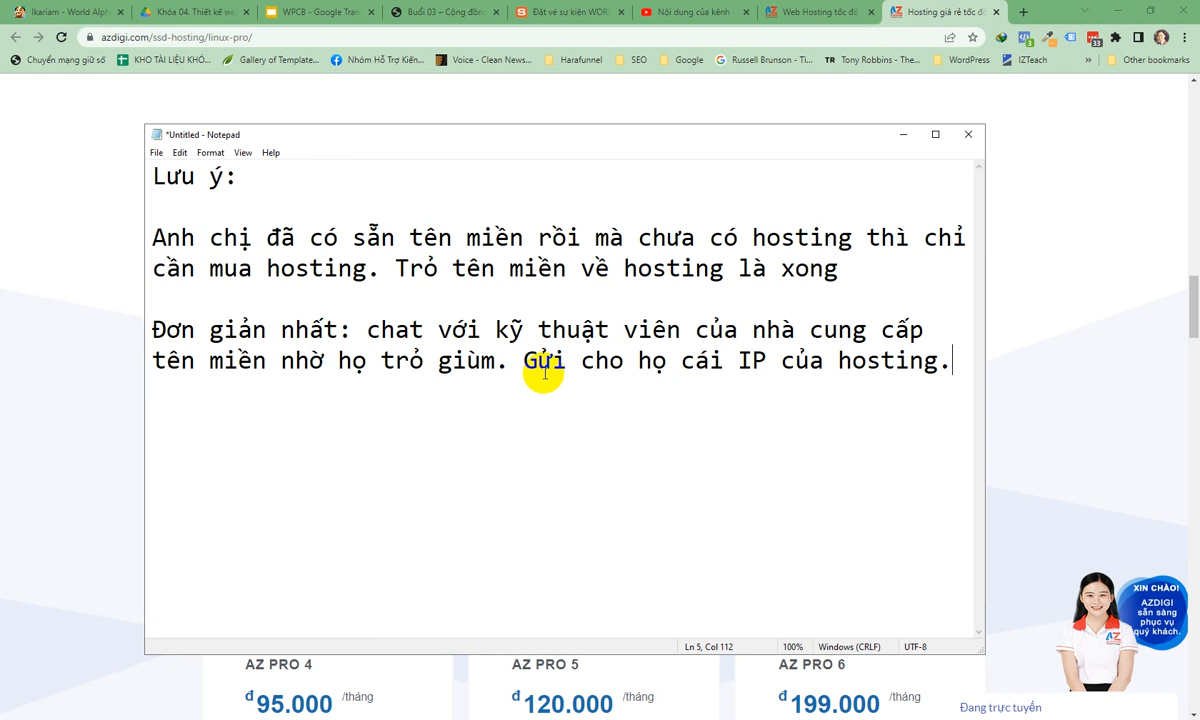 Ikariam - World Alph
Khóa 04. Thiết kế we
WPCB - Google Tran
Buổi 03 – Cộng đồng
Đặt vé sự kiện WORK
Nội dung của kênh -
Web Hosting tốc độ
Hosting giá rẻ tốc độ
azdigi.com/ssd-hosting/linux-pro/
Chuyển mạng giữ số
KHO TÀI LIỆU KHÓ...
Gallery of Template...
Nhóm Hỗ Trợ Kiến...
Voice - Clean News...
Harafunnel
SEO
Google
Russell Brunson - Ti...
TR Tony Robbins - The...
WordPress
IZTeach
»
Other bookmarks
*Untitled - Notepad
File Edit Format View Help
Lưu ý:
Anh chị đã có sẵn tên miền rồi mà chưa có hosting thì chỉ
cần mua hosting. Trỏ tên miền về hosting là xong
Đơn giản nhất: chat với kỹ thuật viên của nhà cung cấp
tên miền nhờ họ trỏ giùm. Gửi cho họ cái IP của hosting.
Ln 5, Col 112
100%
Windows (CRLF)
UTF-8
XIN CHÀO!
AZDIGI
sẵn sàng
phục vụ
quý khách.
AZ
AZ PRO 4
AZ PRO 5
AZ PRO 6
đ95.000 /tháng
đ120.000 /tháng
đ199.000 /tháng
Đang trực tuyến